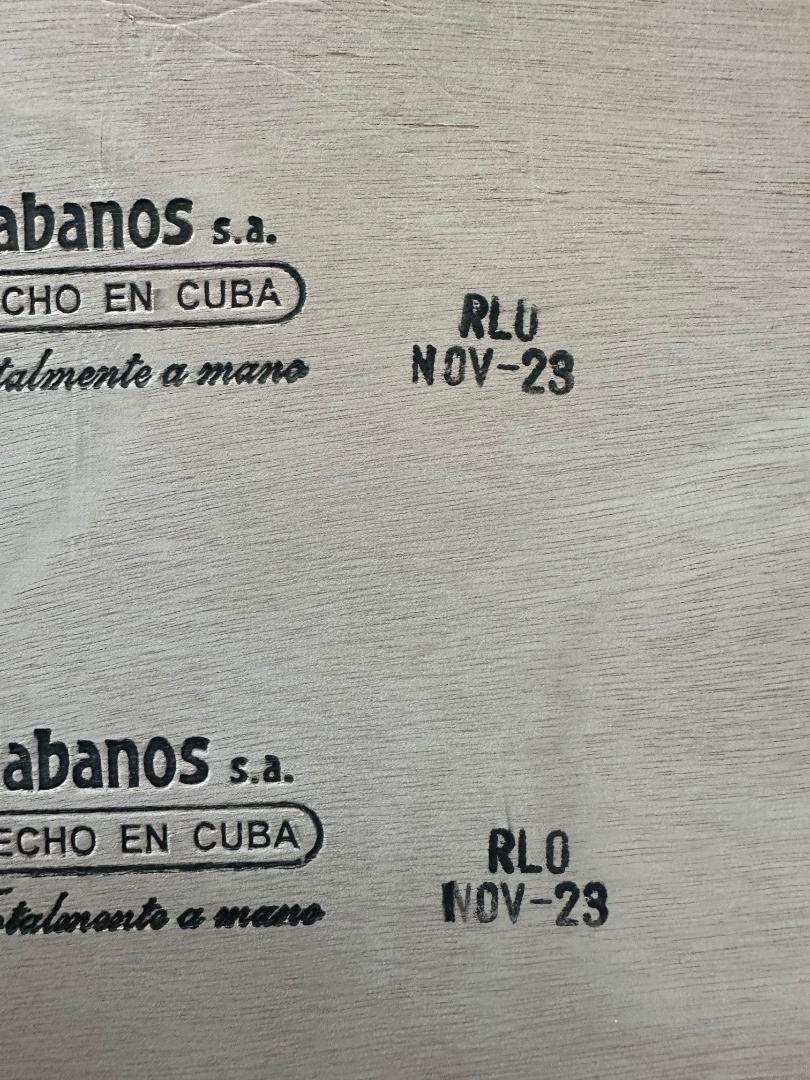 abanos s.a.
CHO EN CUBA
talmente a mano
RLO
NOV-23
abanos s.a.
ECHO EN CUBA
talmente a mano
RLO
NOV-23